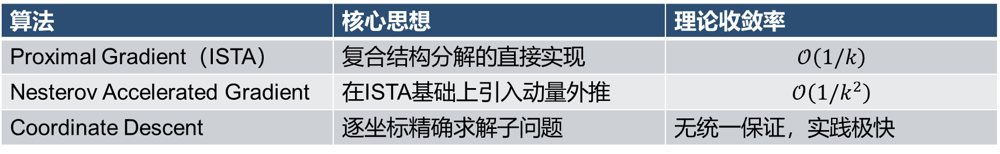 算法 核心思想 理论收敛率
Proximal Gradient（ISTA） 复合结构分解的直接实现 𝒪(1/k)
Nesterov Accelerated Gradient 在ISTA基础上引入动量外推 𝒪(1/k²)
Coordinate Descent 逐坐标精确求解子问题 无统一保证，实践极快